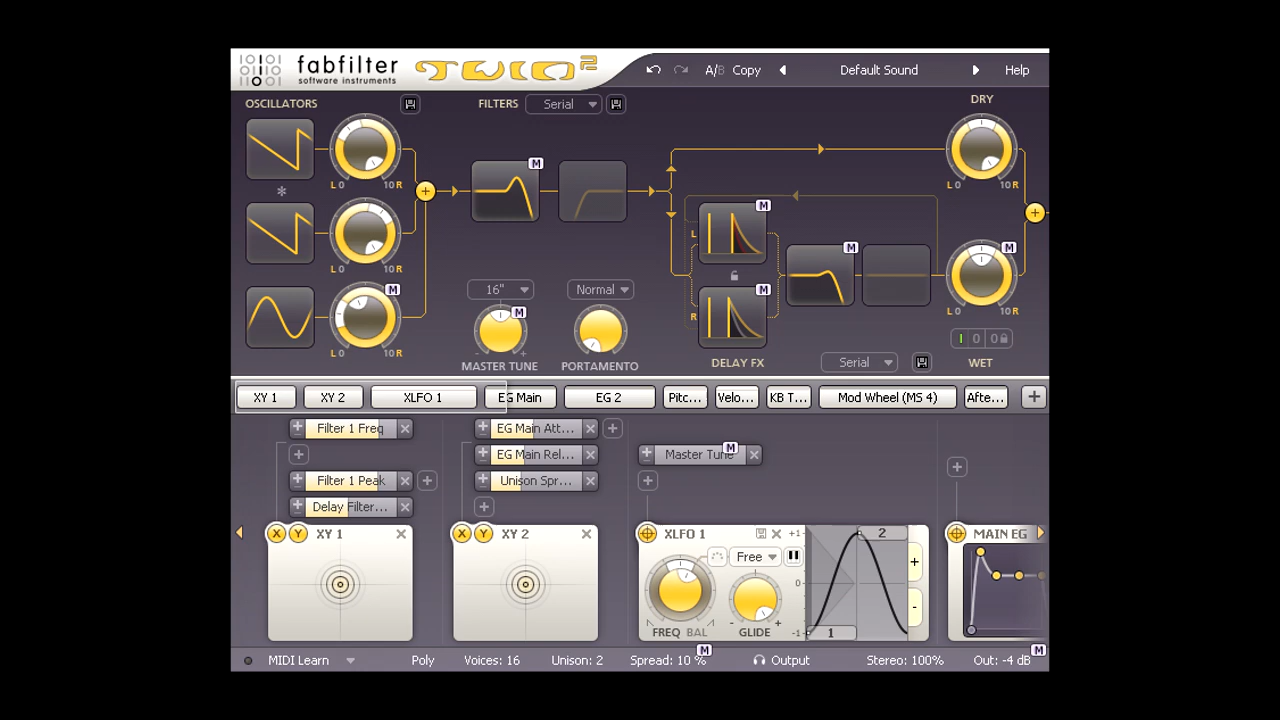 fabfilter TWIN 2
software instruments
A/B Copy Default Sound Help
OSCILLATORS FILTERS Serial DRY
M
L 0 10 R L 0 10 R
M M
L
L 0 10 R M M
M 16" Normal M L 0 10 R
M R
Serial I 0 0
L 0 10 R MASTER TUNE PORTAMENTO DELAY FX WET
XY 1 XY 2 XLFO 1 EG Main EG 2 Pitc... Velo... KB T... Mod Wheel (MS 4) Afte... +
Filter 1 Freq EG Main Att...
EG Main Rel... Master Tune M
Filter 1 Peak Unison Spr...
Delay Filter...
X Y XY 1 X Y XY 2 XLFO 1 +1 2 MAIN EG
Free +
0
-
FREQ BAL GLIDE -1 1
MIDI Learn Poly Voices: 16 Unison: 2 Spread: 10 % M Output Stereo: 100% Out: -4 dB M